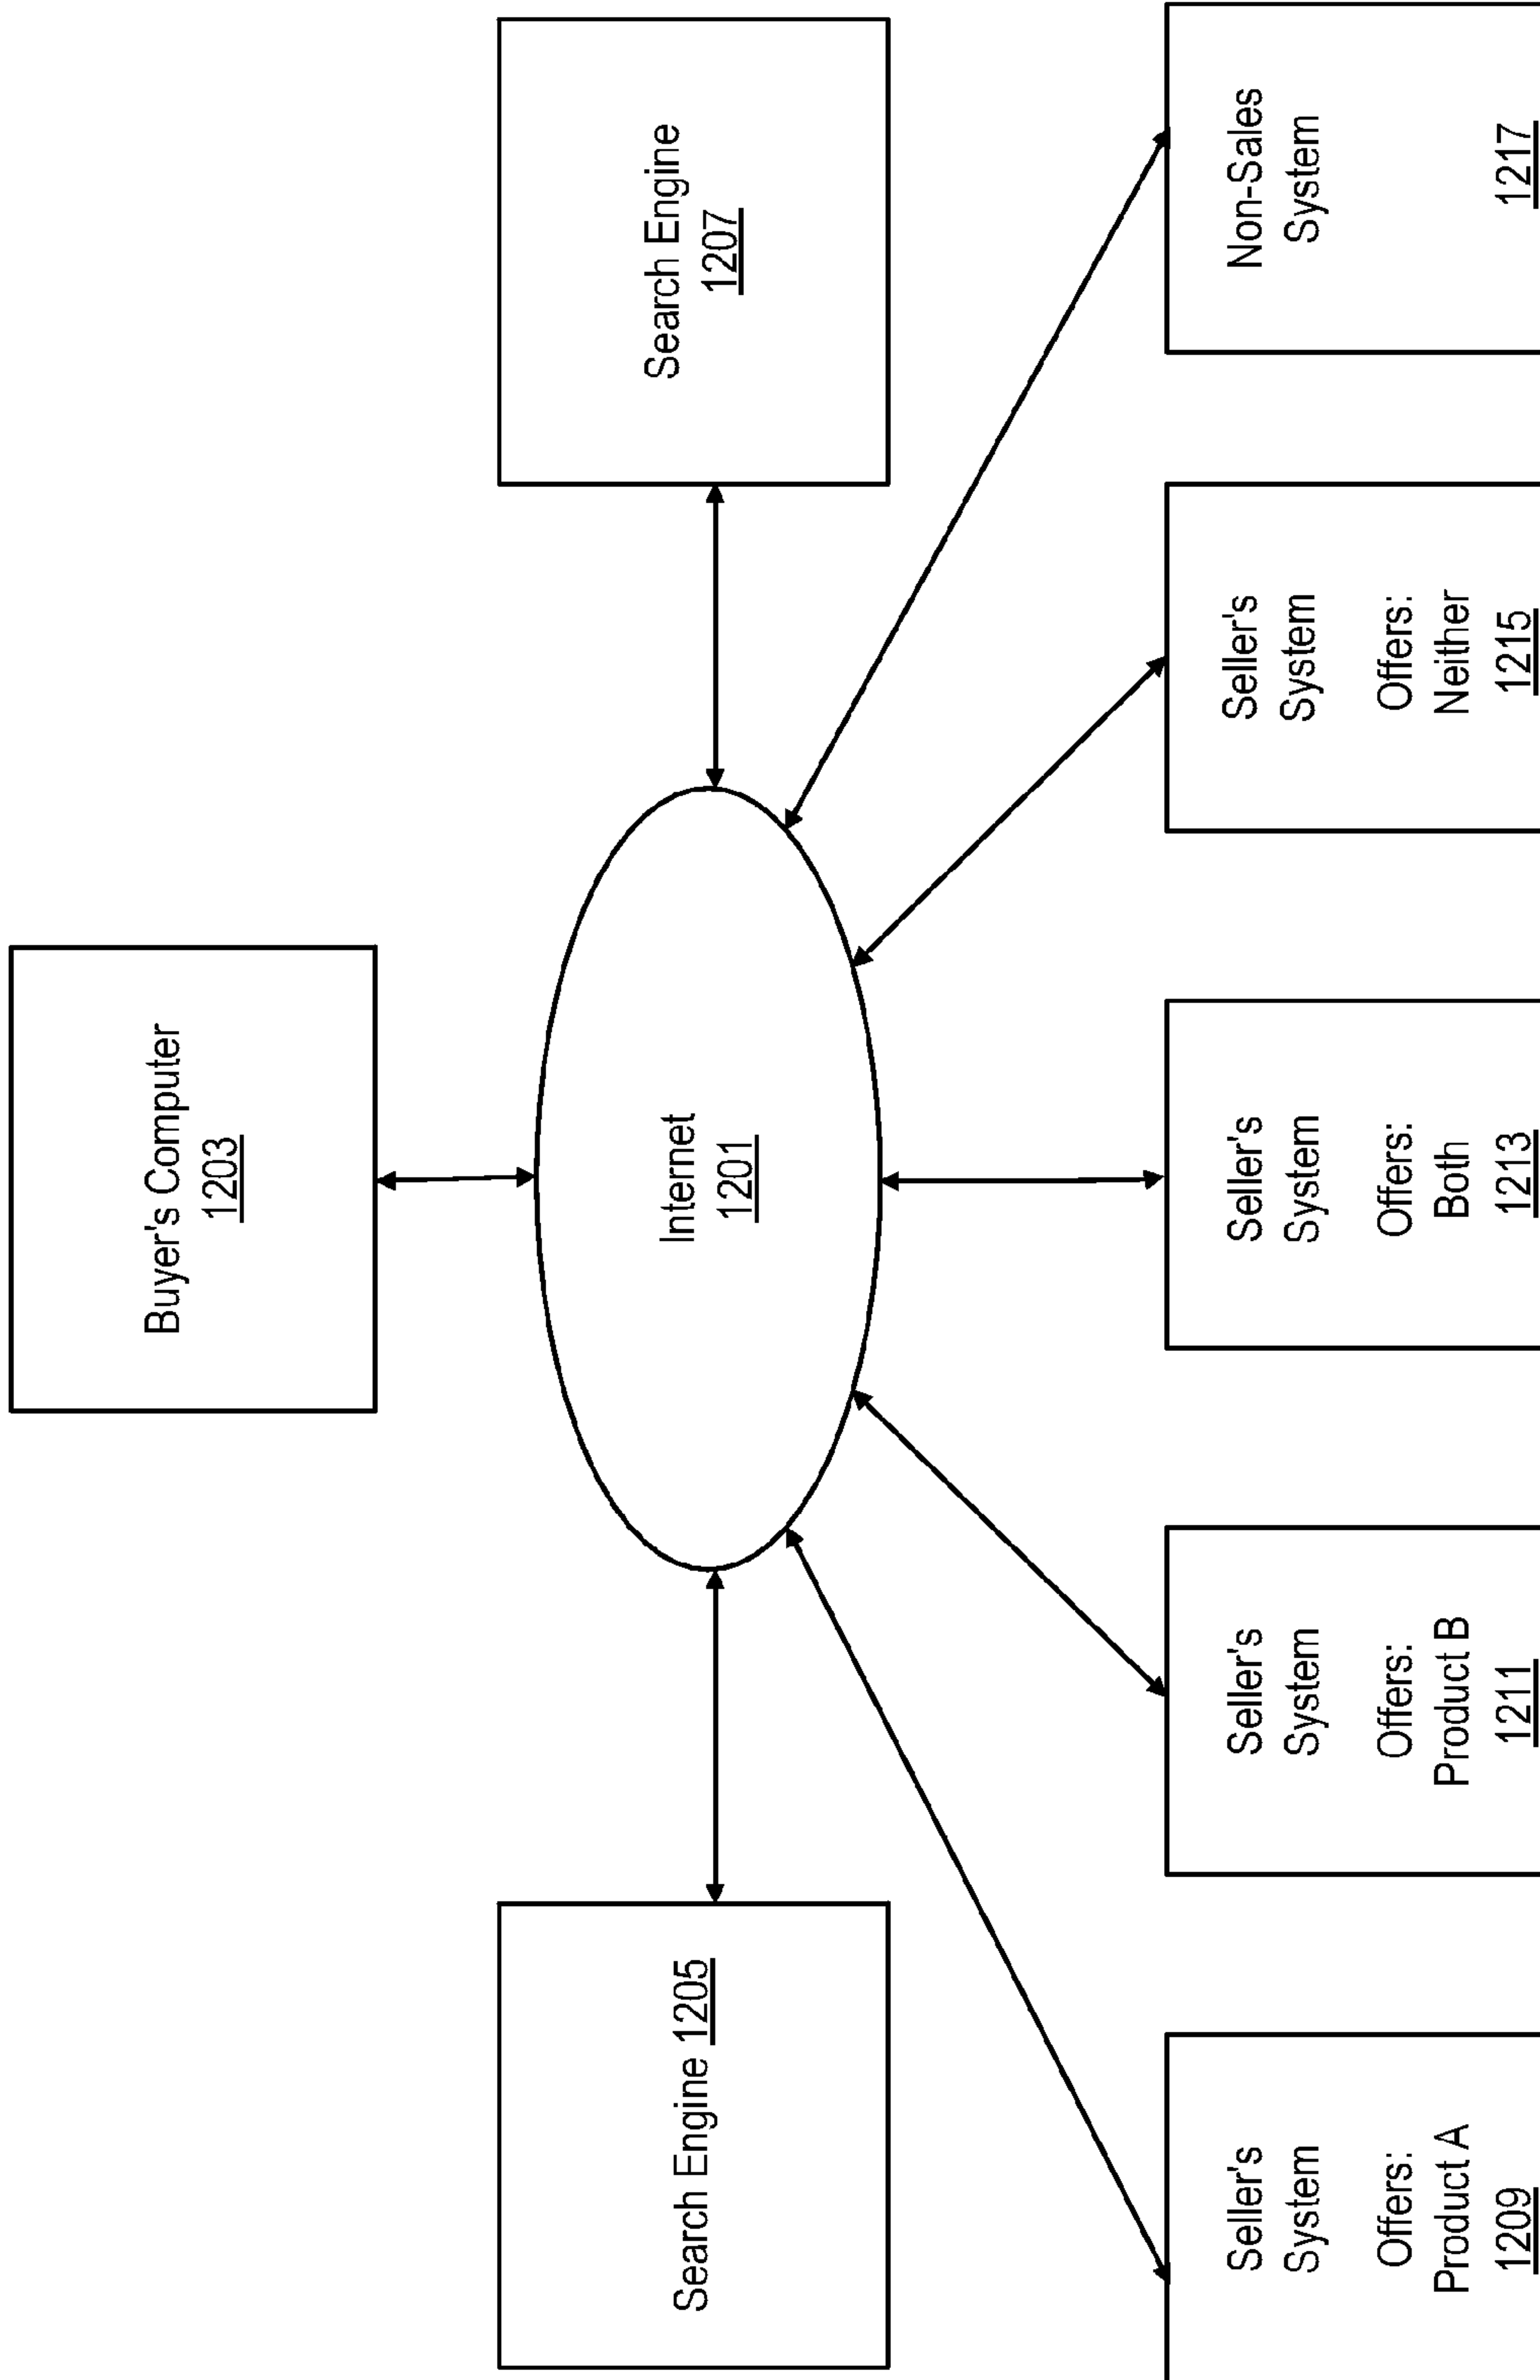 Buyer's Computer
1203
Search Engine 1205
Internet
1201
Search Engine
1207
Seller's
System
Offers:
Product A
1209
Seller's
System
Offers:
Product B
1211
Seller's
System
Offers:
Both
1213
Seller's
System
Offers:
Neither
1215
Non-Sales
System
1217